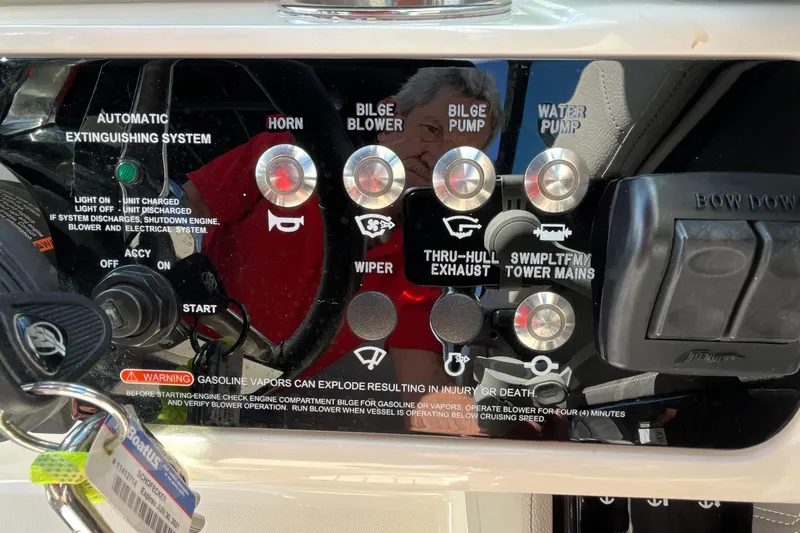 AUTOMATIC
EXTINGUISHING SYSTEM
LIGHT ON - UNIT CHARGED
LIGHT OFF - UNIT DISCHARGED
IF SYSTEM DISCHARGES, SHUTDOWN ENGINE,
BLOWER AND ELECTRICAL SYSTEM.
HORN
BILGE
BLOWER
BILGE
PUMP
WATER
PUMP
BOW DOW
ACCY
OFF
ON
START
WIPER
THRU-HULL
EXHAUST
SWMPLTFM/
TOWER MAINS
WARNING GASOLINE VAPORS CAN EXPLODE RESULTING IN INJURY OR DEATH.
BEFORE STARTING ENGINE CHECK ENGINE COMPARTMENT BILGE FOR GASOLINE OR VAPORS. OPERATE BLOWER FOR FOUR (4) MINUTES
AND VERIFY BLOWER OPERATION. RUN BLOWER WHEN VESSEL IS OPERATING BELOW CRUISING SPEED.
BoatUS
Expires Jun 30, 2021